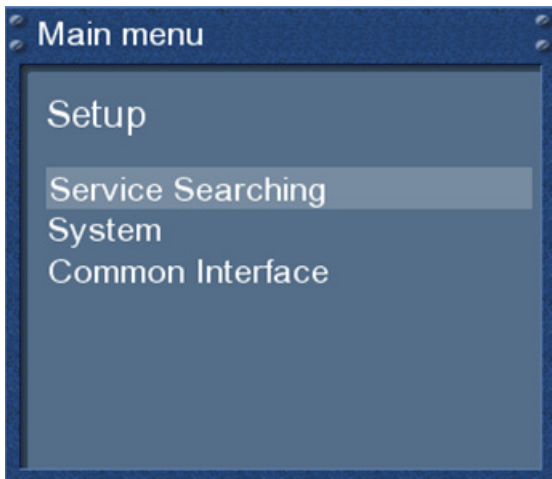 Main menu
Setup
Service Searching
System
Common Interface